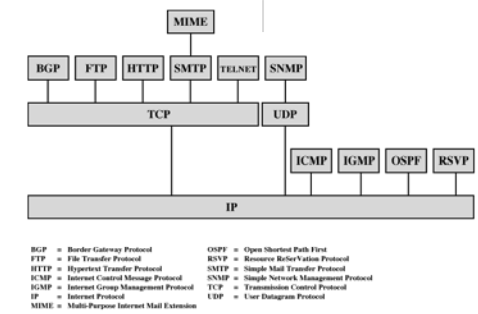 MIME
BGP FTP HTTP SMTP TELNET SNMP
TCP UDP
ICMP IGMP OSPF RSVP
IP
BGP = Border Gateway Protocol
FTP = File Transfer Protocol
HTTP = Hypertext Transfer Protocol
ICMP = Internet Control Message Protocol
IGMP = Internet Group Management Protocol
IP = Internet Protocol
MIME = Multi-Purpose Internet Mail Extension
OSPF = Open Shortest Path First
RSVP = Resource ReSerVation Protocol
SMTP = Simple Mail Transfer Protocol
SNMP = Simple Network Management Protocol
TCP = Transmission Control Protocol
UDP = User Datagram Protocol